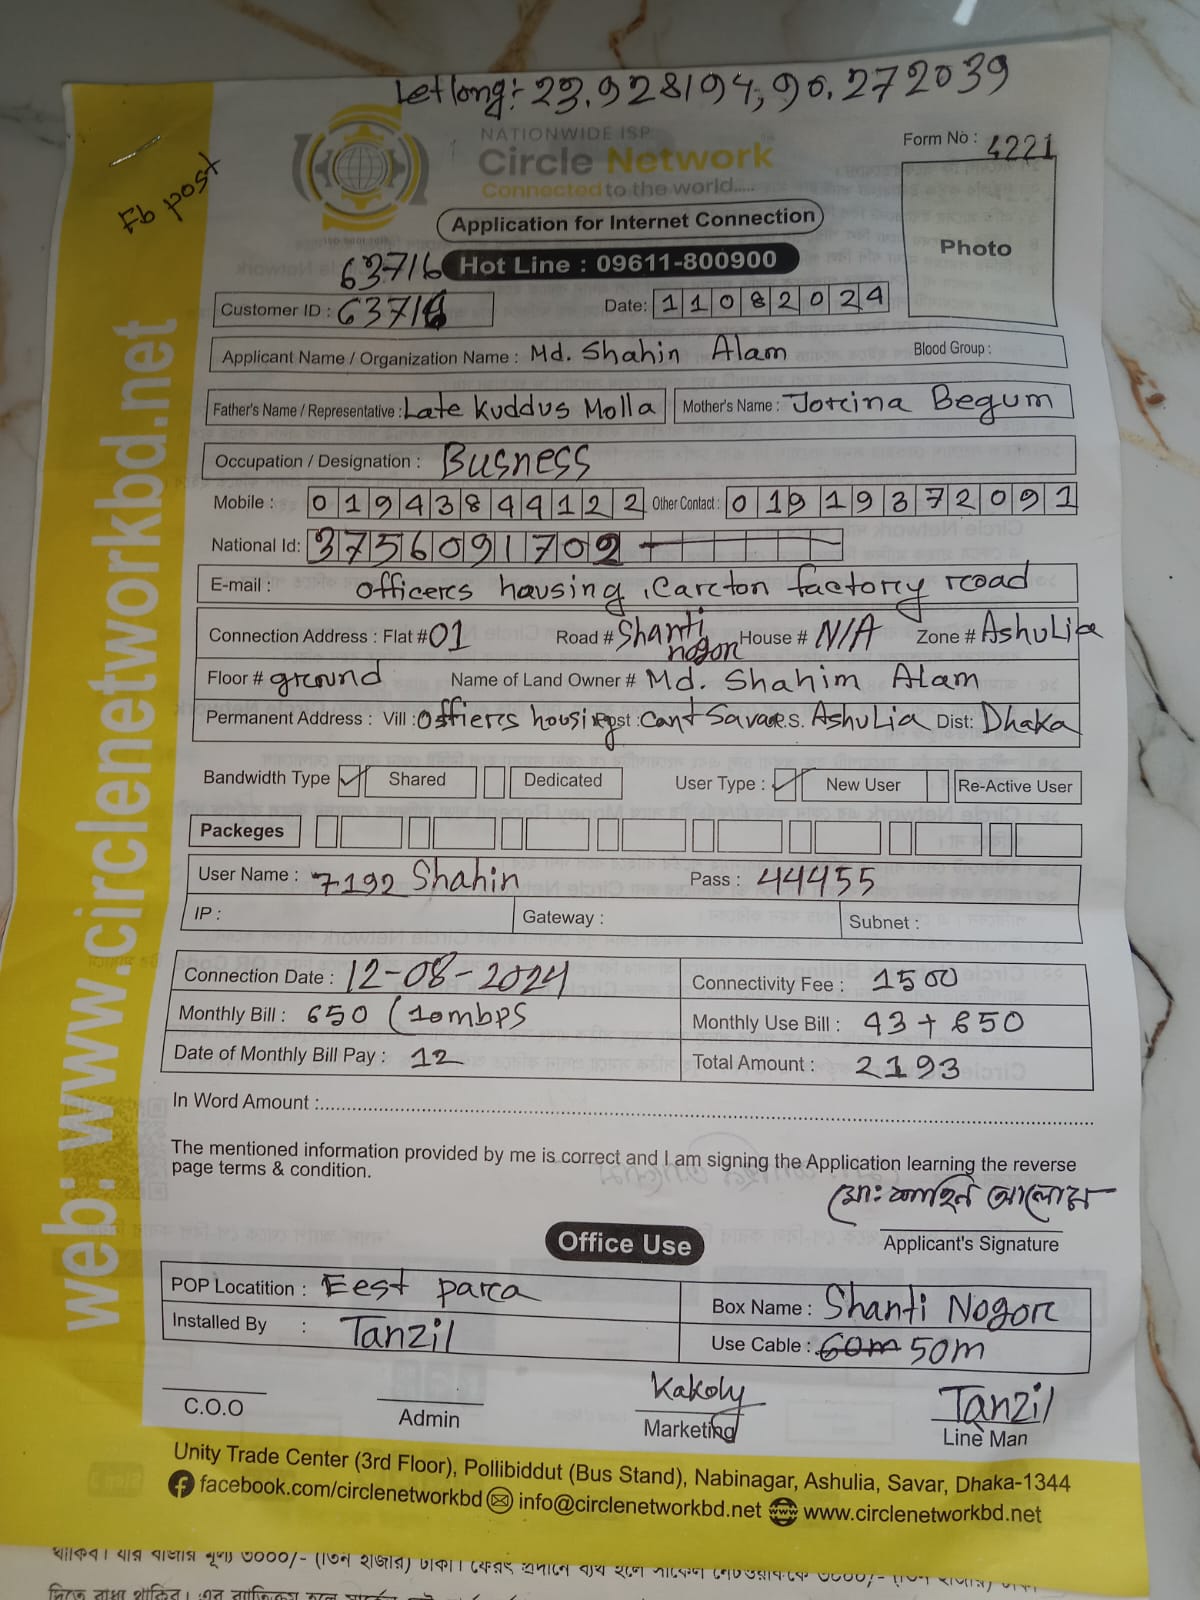 Letlong:- 23.928194, 90.272039
Fb post
NATIONWIDE ISP
Circle Network
Connected to the world.....
Form No : 4221
Application for Internet Connection
Photo
63716 Hot Line : 09611-800900
Customer ID : 63716 Date: 11082024
Applicant Name / Organization Name : Md. Shahin Alam Blood Group :
Father's Name / Representative : Late Kuddus Molla Mother's Name : Jorcina Begum
Occupation / Designation : Busness
Mobile : 01943844122 Other Contact : 01919372091
National Id: 3756091702
E-mail : officercs hausing, Carcton factorcy rcoad
Connection Address : Flat # 01 Road # Shanti nogon House # N/A Zone # Ashulia
Floor # grcound Name of Land Owner # Md. Shahim Alam
Permanent Address : Vill : offiercs housing Post : Cant Savar P.S. Ashulia Dist: Dhaka
Bandwidth Type ✓ Shared Dedicated User Type : ✓ New User Re-Active User
Packeges
User Name : 7192 Shahin Pass : 44455
IP : Gateway : Subnet :
Connection Date : 12-08-2024 Connectivity Fee : 1500
Monthly Bill : 650 (10mbps Monthly Use Bill : 43 + 650
Date of Monthly Bill Pay : 12 Total Amount : 2193
In Word Amount :
The mentioned information provided by me is correct and I am signing the Application learning the reverse
page terms & condition.
মোঃ শাহিন আলোম
Applicant's Signature
Office Use
POP Locatition : Eest parca Box Name : Shanti Nogorc
Installed By : Tanzil Use Cable : 60m 50m
C.O.O Admin Kakoly Marketing Tanzil Line Man
Unity Trade Center (3rd Floor), Pollibiddut (Bus Stand), Nabinagar, Ashulia, Savar, Dhaka-1344
facebook.com/circlenetworkbd info@circlenetworkbd.net www.circlenetworkbd.net
web: www.circlenetworkbd.net